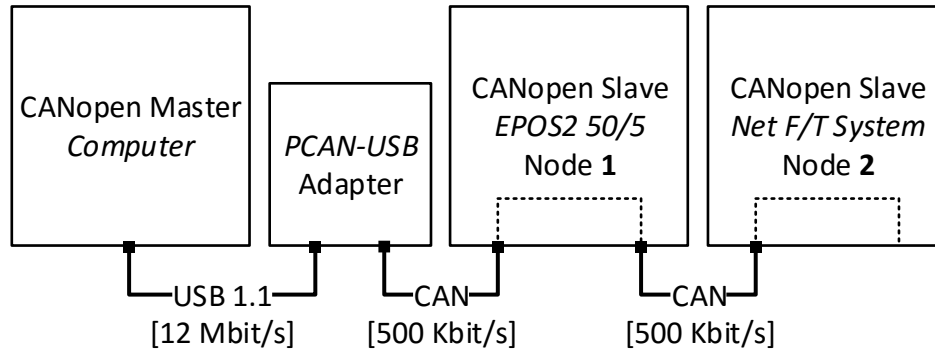 CANopen Master
Computer
PCAN-USB
Adapter
CANopen Slave
EPOS2 50/5
Node 1
CANopen Slave
Net F/T System
Node 2
USB 1.1
[12 Mbit/s]
CAN
[500 Kbit/s]
CAN
[500 Kbit/s]